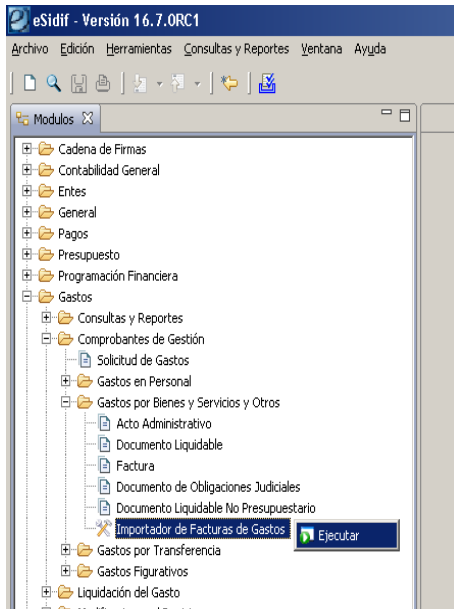 eSidif - Versión 16.7.0RC1
Archivo Edición Herramientas Consultas y Reportes Ventana Ayuda
Modulos
Cadena de Firmas
Contabilidad General
Entes
General
Pagos
Presupuesto
Programación Financiera
Gastos
Consultas y Reportes
Comprobantes de Gestión
Solicitud de Gastos
Gastos en Personal
Gastos por Bienes y Servicios y Otros
Acto Administrativo
Documento Liquidable
Factura
Documento de Obligaciones Judiciales
Documento Liquidable No Presupuestario
Importador de Facturas de Gastos Ejecutar
Gastos por Transferencia
Gastos Figurativos
Liquidación del Gasto